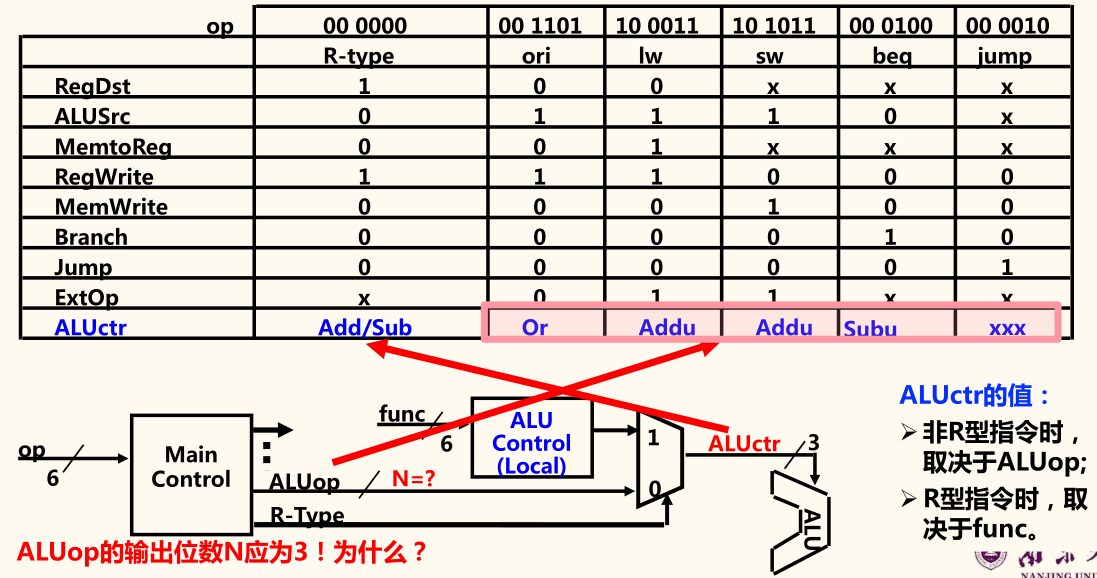 op 00 0000 00 1101 10 0011 10 1011 00 0100 00 0010
R-type ori lw sw beq jump
RegDst 1 0 0 x x x
ALUSrc 0 1 1 1 0 x
MemtoReg 0 0 1 x x x
RegWrite 1 1 1 0 0 0
MemWrite 0 0 0 1 0 0
Branch 0 0 0 0 1 0
Jump 0 0 0 0 0 1
ExtOp x 0 1 1 x x
ALUctr Add/Sub Or Addu Addu Subu xxx
op
6
Main
Control
func
6
ALU
Control
(Local)
ALUop N=?
R-Type
1
0
ALUctr 3
ALU
ALUctr的值：
➢ 非R型指令时，
取决于ALUop;
➢ R型指令时，取
决于func。
ALUop的输出位数N应为3！为什么？
NANJING UNI